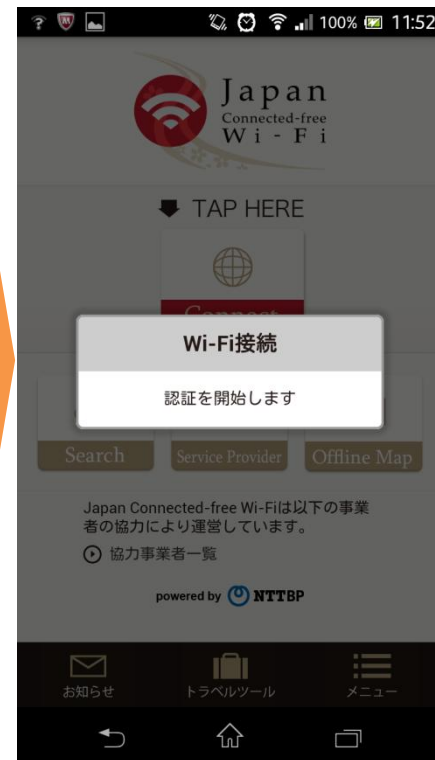 100% 11:52
Japan
Connected-free
Wi-Fi
TAP HERE
Connect
Wi-Fi接続
認証を開始します
Search Service Provider Offline Map
Japan Connected-free Wi-Fiは以下の事業
者の協力により運営しています。
協力事業者一覧
powered by NTTBP
お知らせ トラベルツール メニュー